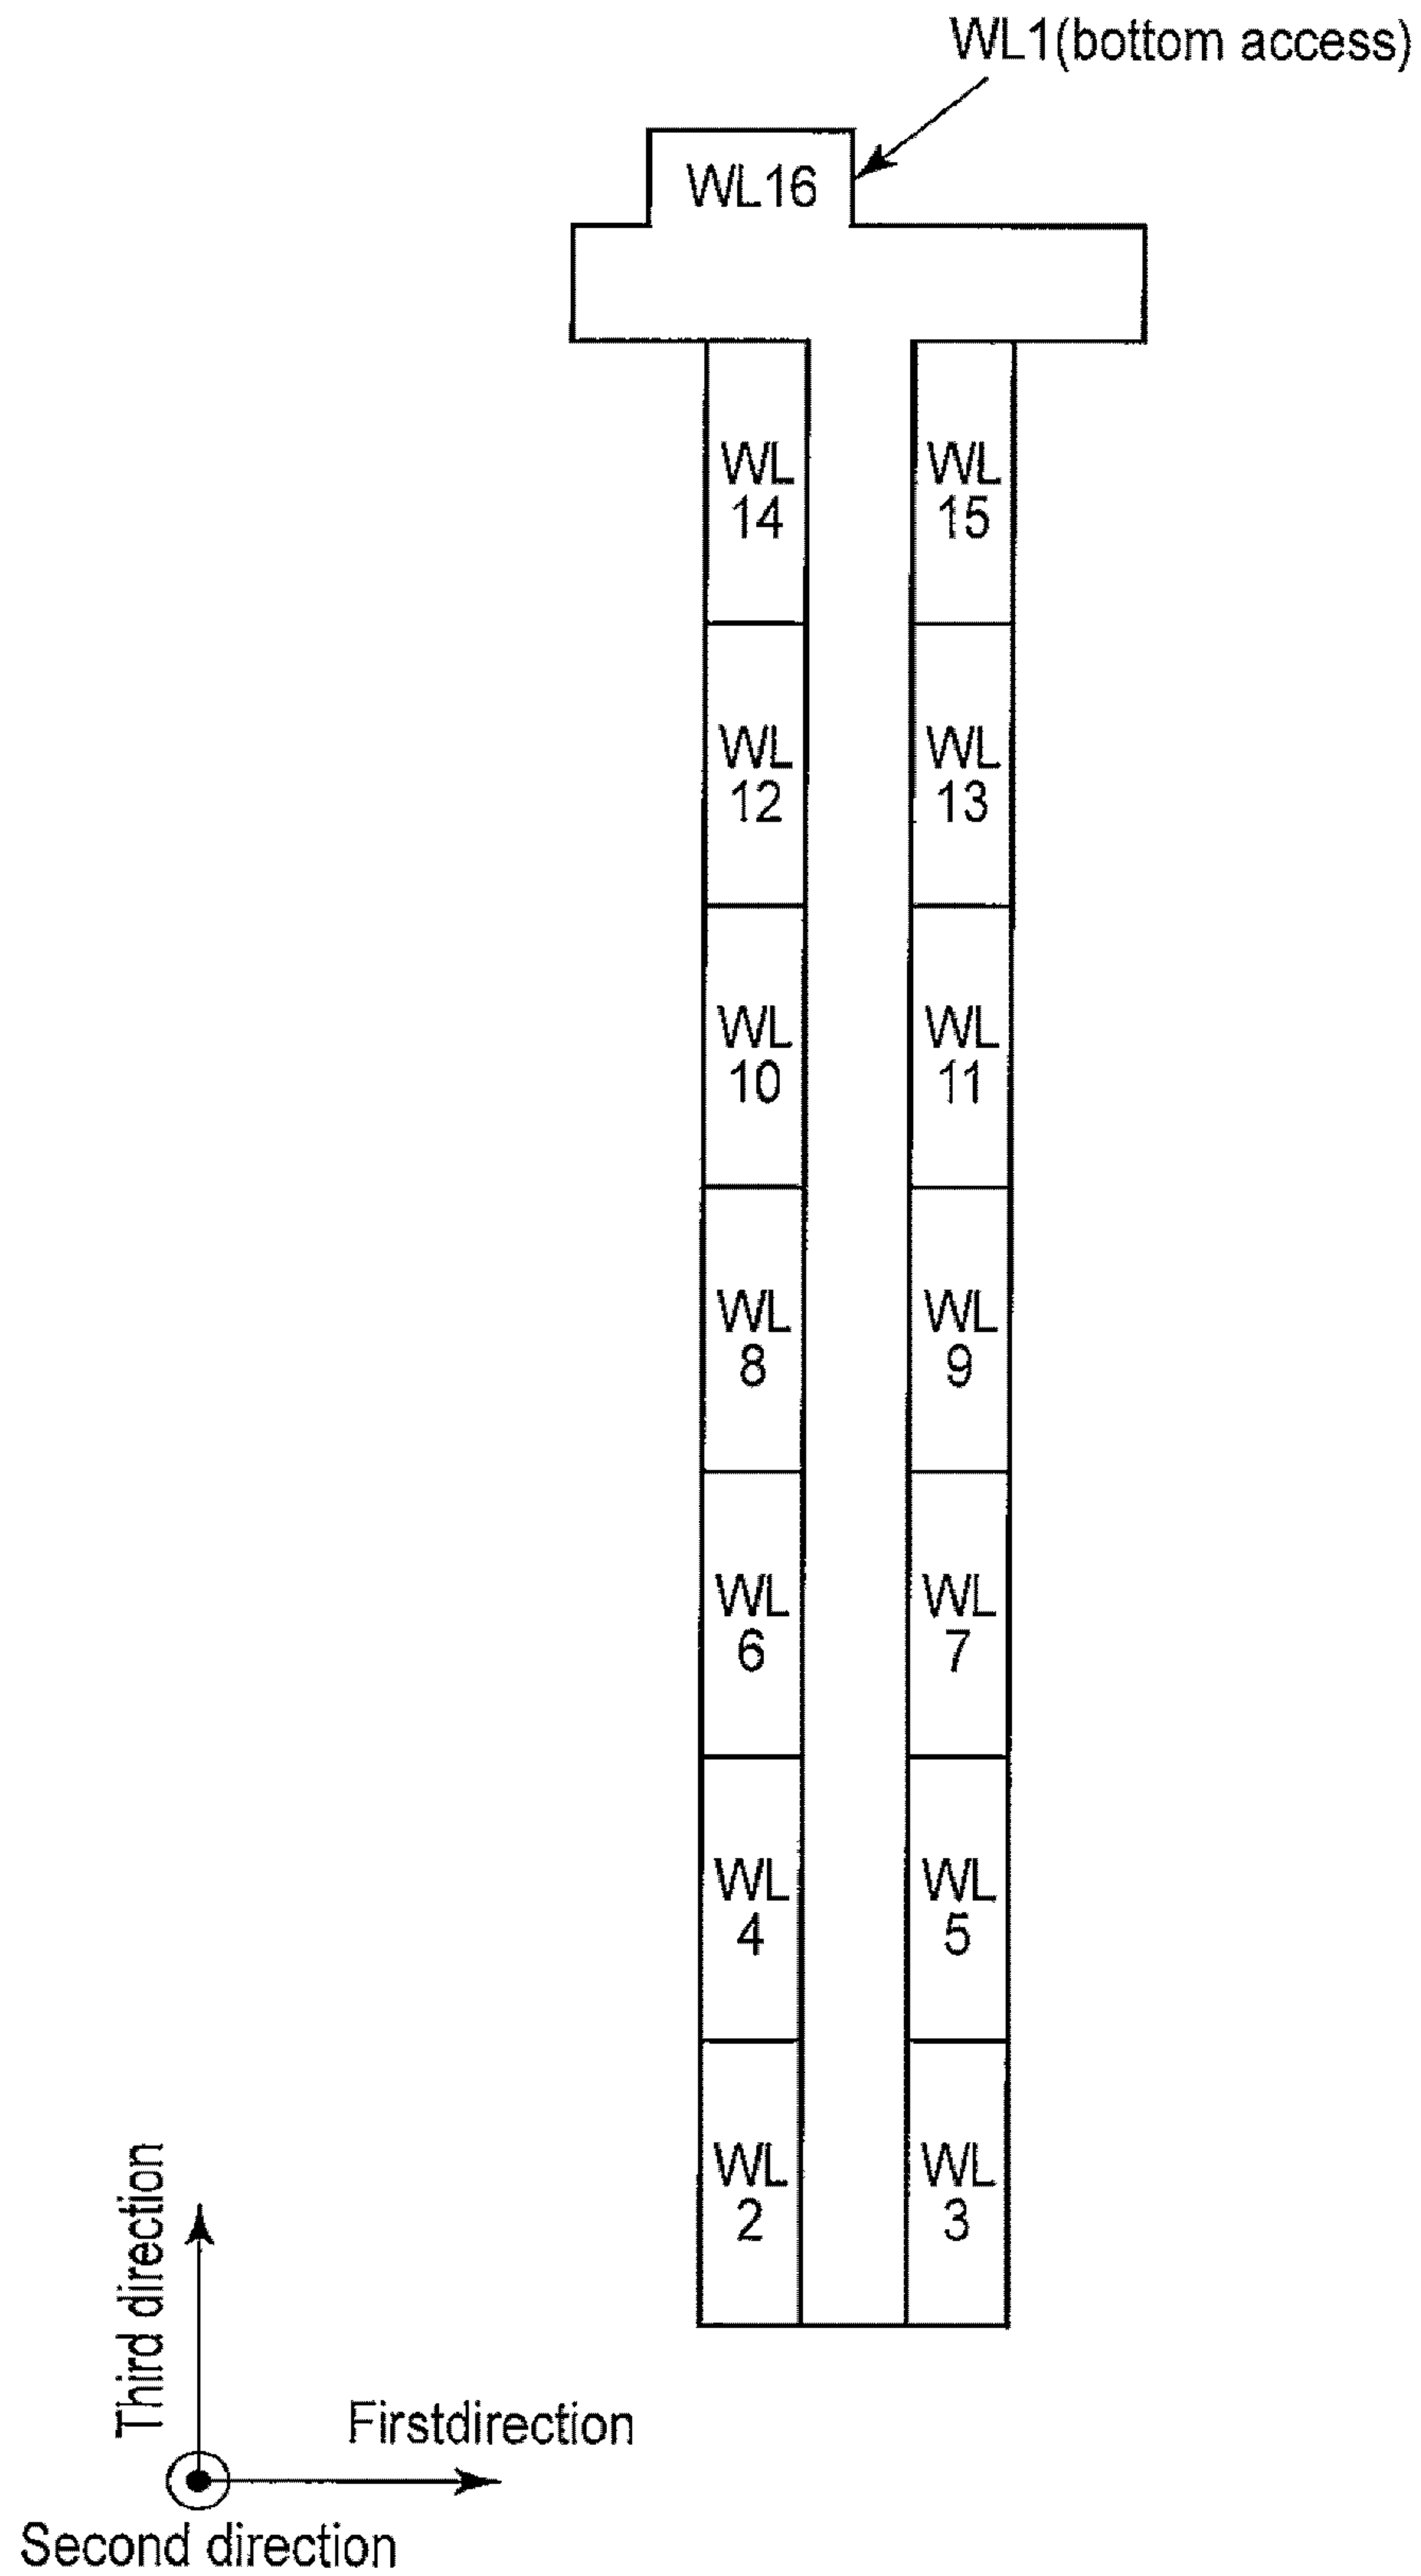 WL1(bottom access)
WL16
WL
14
WL
15
WL
12
WL
13
WL
10
WL
11
WL
8
WL
9
WL
6
WL
7
WL
4
WL
5
WL
2
WL
3
Third direction
Firstdirection
Second direction